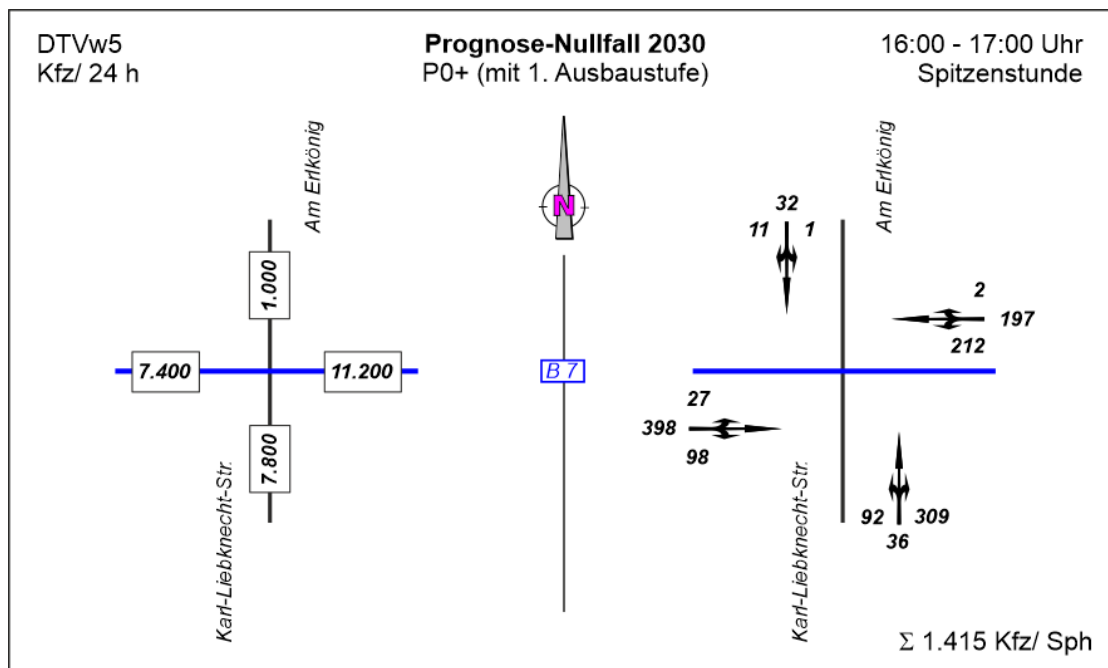 DTVw5
Kfz/ 24 h
Prognose-Nullfall 2030
P0+ (mit 1. Ausbaustufe)
16:00 - 17:00 Uhr
Spitzenstunde
N
Am Erlkönig
1.000
7.400
11.200
7.800
Karl-Liebknecht-Str.
B 7
Am Erlkönig
32
11 1
2
197
212
27
398
98
92 309
36
Karl-Liebknecht-Str.
Σ 1.415 Kfz/ Sph